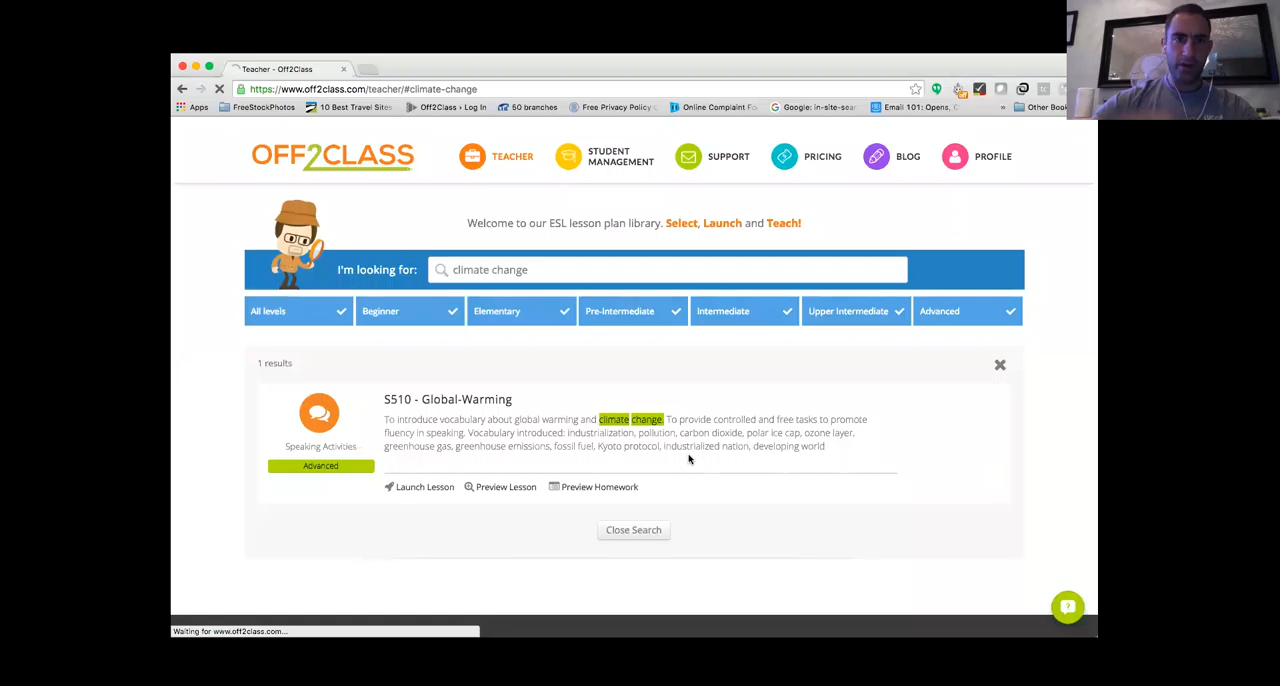 Teacher - Off2Class
https://www.off2class.com/teacher/#climate-change
Apps FreeStockPhotos 10 Best Travel Sites Off2Class › Log In 50 branches Free Privacy Policy Online Complaint Fo Google: in-site-sear Email 101: Opens, C » Other Book
OFF2CLASS
TEACHER
STUDENT
MANAGEMENT
SUPPORT
PRICING
BLOG
PROFILE
Welcome to our ESL lesson plan library. Select, Launch and Teach!
I'm looking for: climate change
All levels Beginner Elementary Pre-Intermediate Intermediate Upper Intermediate Advanced
1 results
S510 - Global-Warming
To introduce vocabulary about global warming and climate change. To provide controlled and free tasks to promote
fluency in speaking. Vocabulary introduced: industrialization, pollution, carbon dioxide, polar ice cap, ozone layer,
greenhouse gas, greenhouse emissions, fossil fuel, Kyoto protocol, industrialized nation, developing world
Speaking Activities
Advanced
Launch Lesson Preview Lesson Preview Homework
Close Search
Waiting for www.off2class.com...